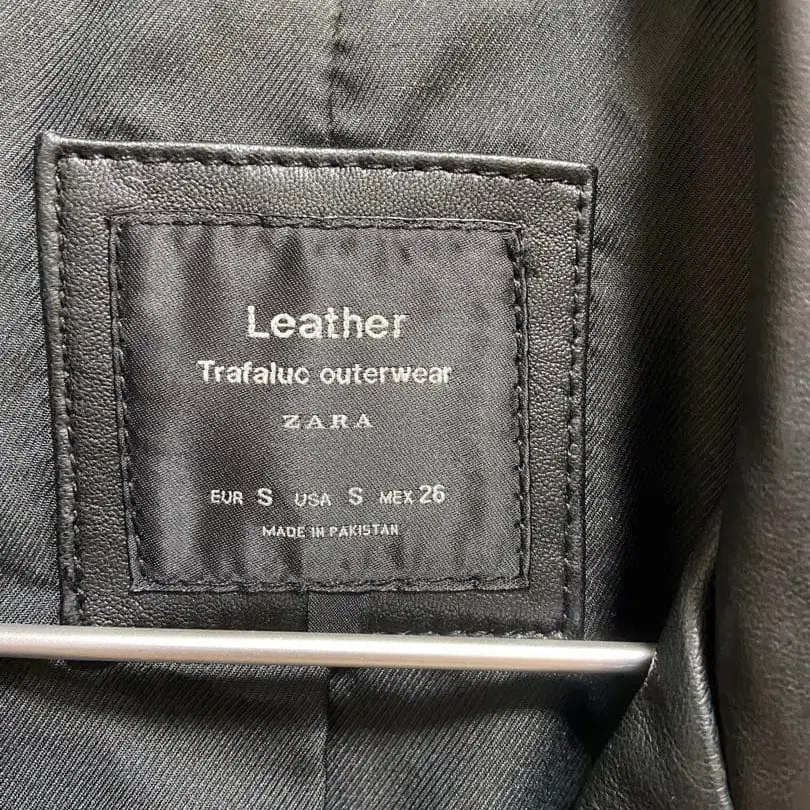 Leather
Trafaluc outerwear
ZARA
EUR S USA S MEX 26
MADE IN PAKISTAN